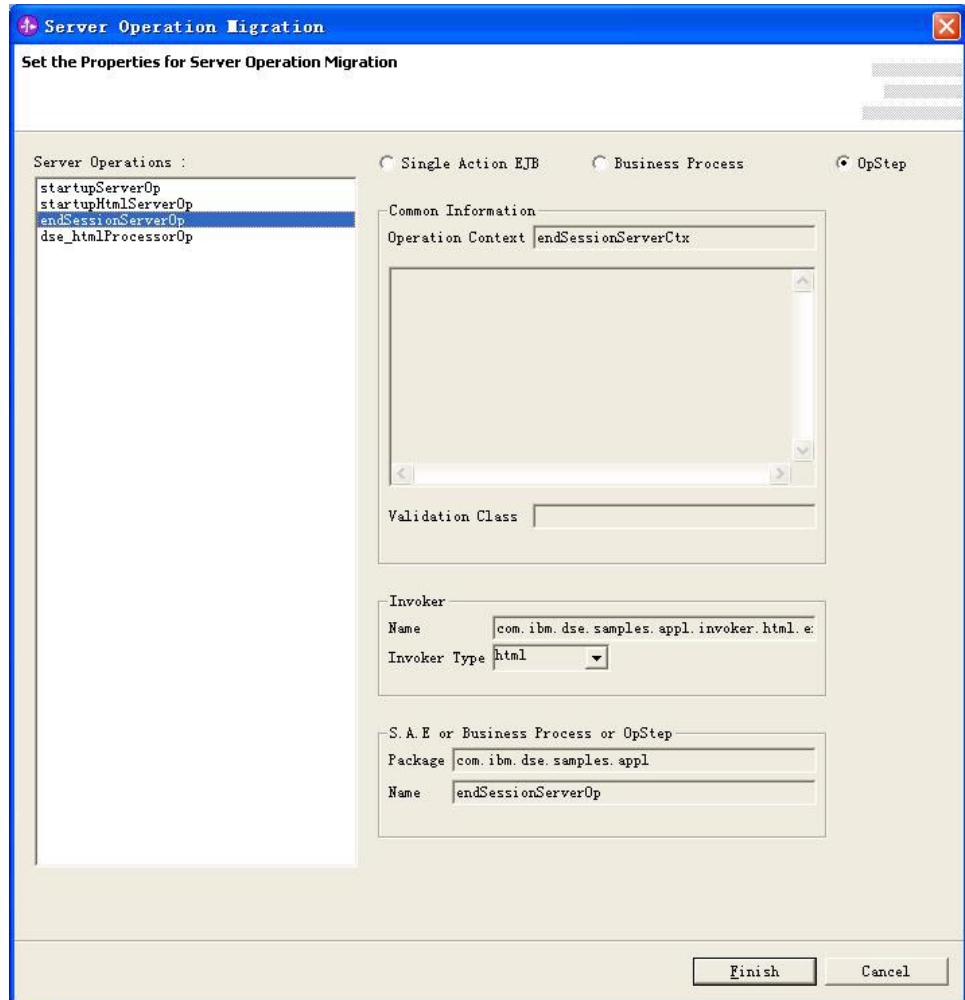 Server Operation Migration
Set the Properties for Server Operation Migration
Server Operations :
startupServerOp
startupHtmlServerOp
endSessionServerOp
dse_htmlProcessorOp
Single Action EJB
Business Process
OpStep
Common Information
Operation Context endSessionServerCtx
Validation Class
Invoker
Name com.ibm.dse.samples.appl.invoker.html.e
Invoker Type html
S.A.E or Business Process or OpStep
Package com.ibm.dse.samples.appl
Name endSessionServerOp
Finish
Cancel